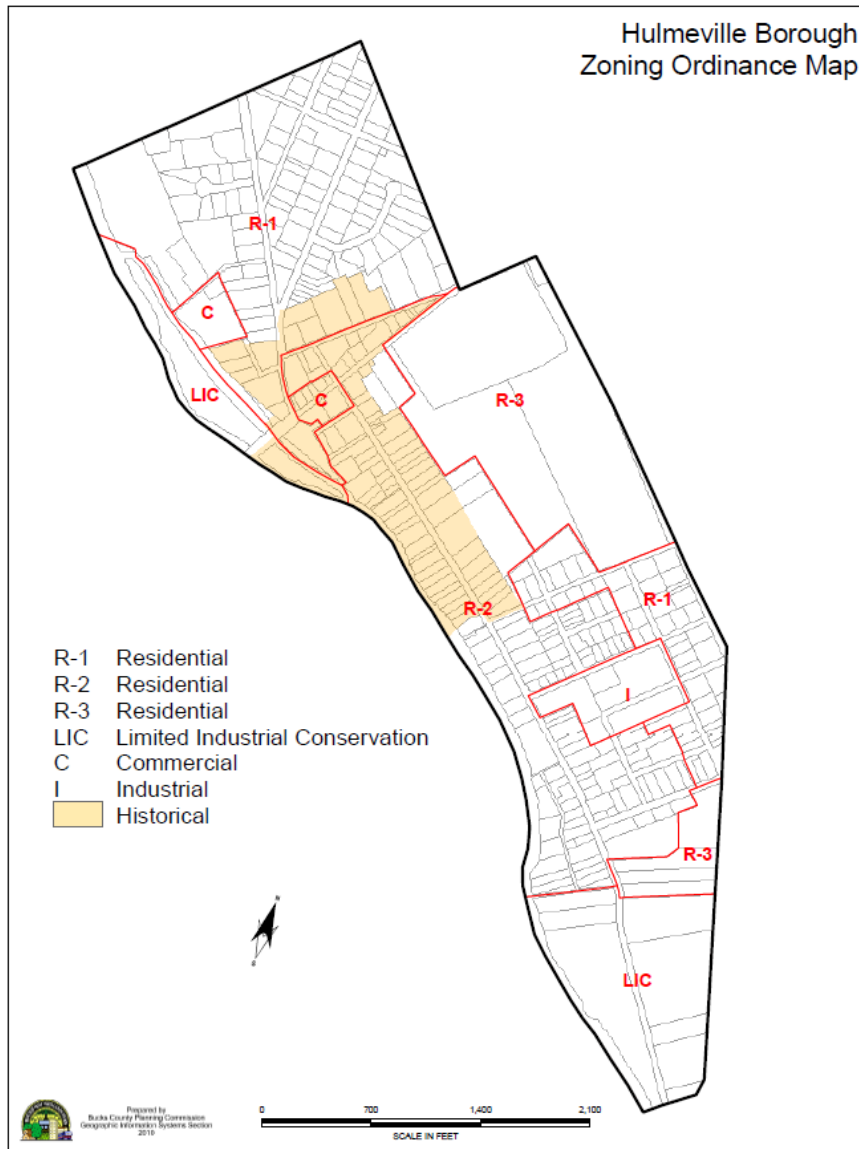 Hulmeville Borough
Zoning Ordinance Map
R-1
C
LIC
C
R-3
R-1
R-2
I
R-3
LIC
R-1 Residential
R-2 Residential
R-3 Residential
LIC Limited Industrial Conservation
C Commercial
I Industrial
Historical
Prepared by
Bucks County Planning Commission
Geographic Information Systems Section
2010
0 700 1,400 2,100
SCALE IN FEET